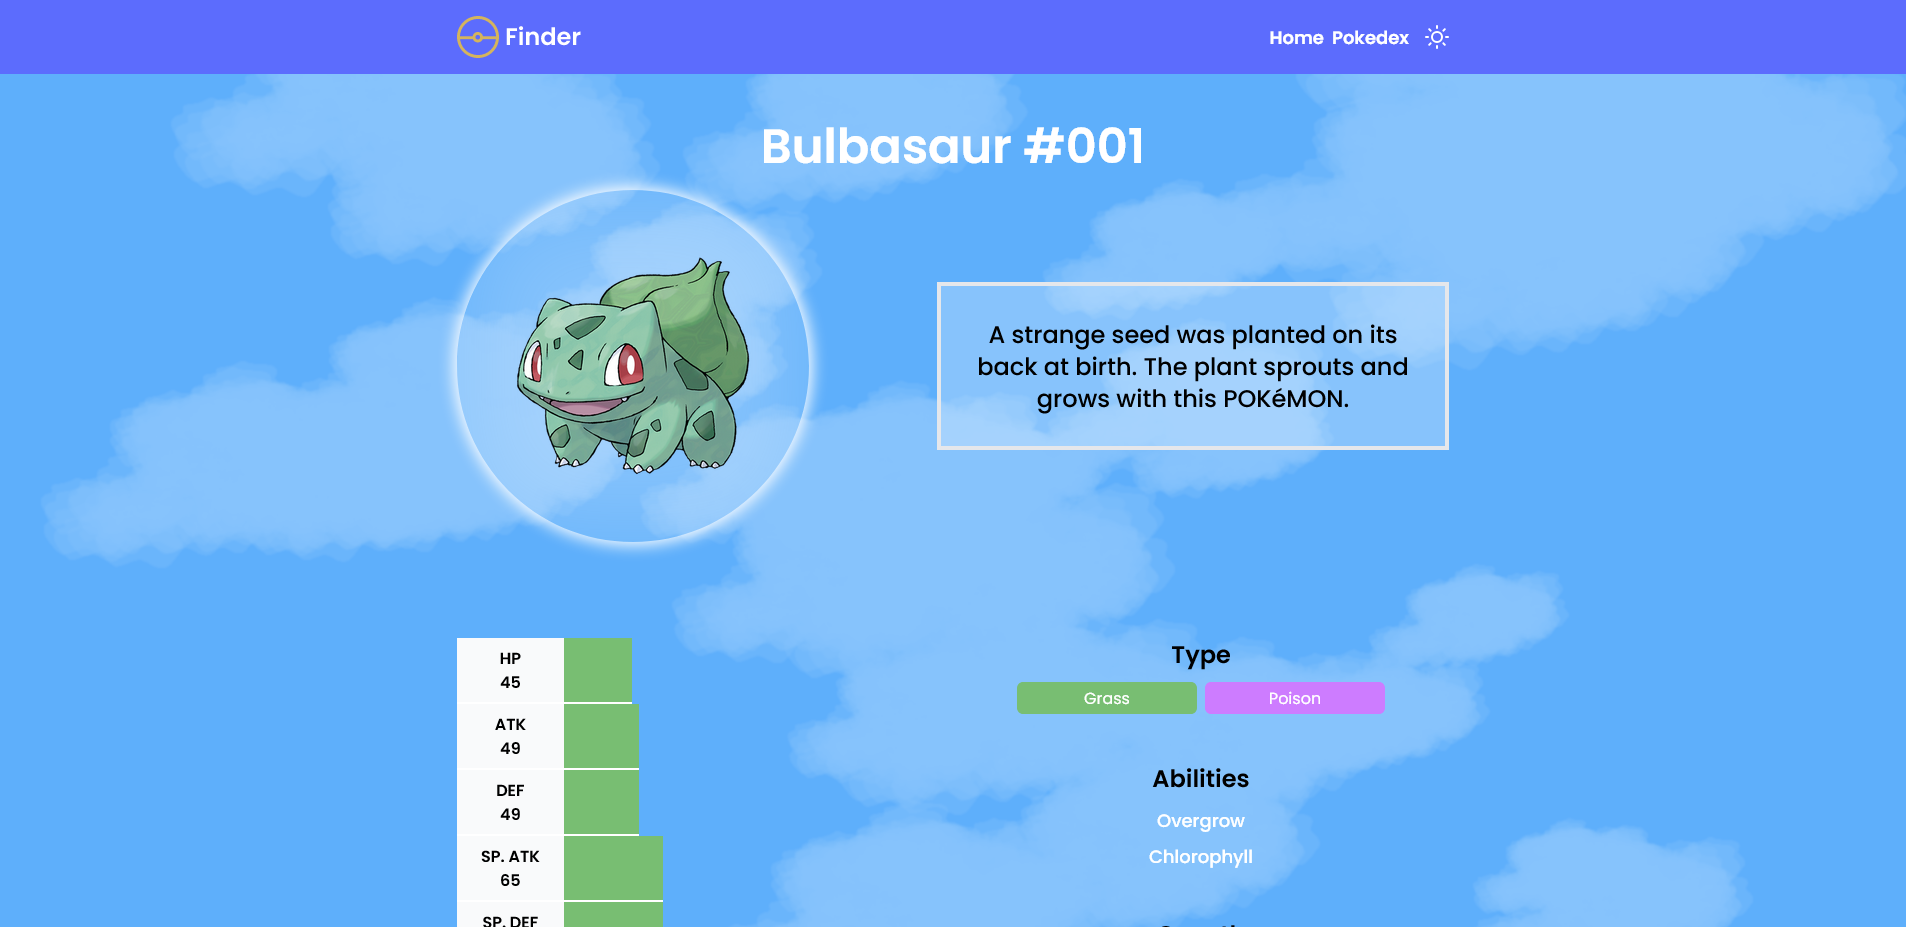 Finder
Home Pokedex
Bulbasaur #001
A strange seed was planted on its
back at birth. The plant sprouts and
grows with this POKéMON.
HP
45
ATK
49
DEF
49
SP. ATK
65
SP. DEF
Type
Grass Poison
Abilities
Overgrow
Chlorophyll